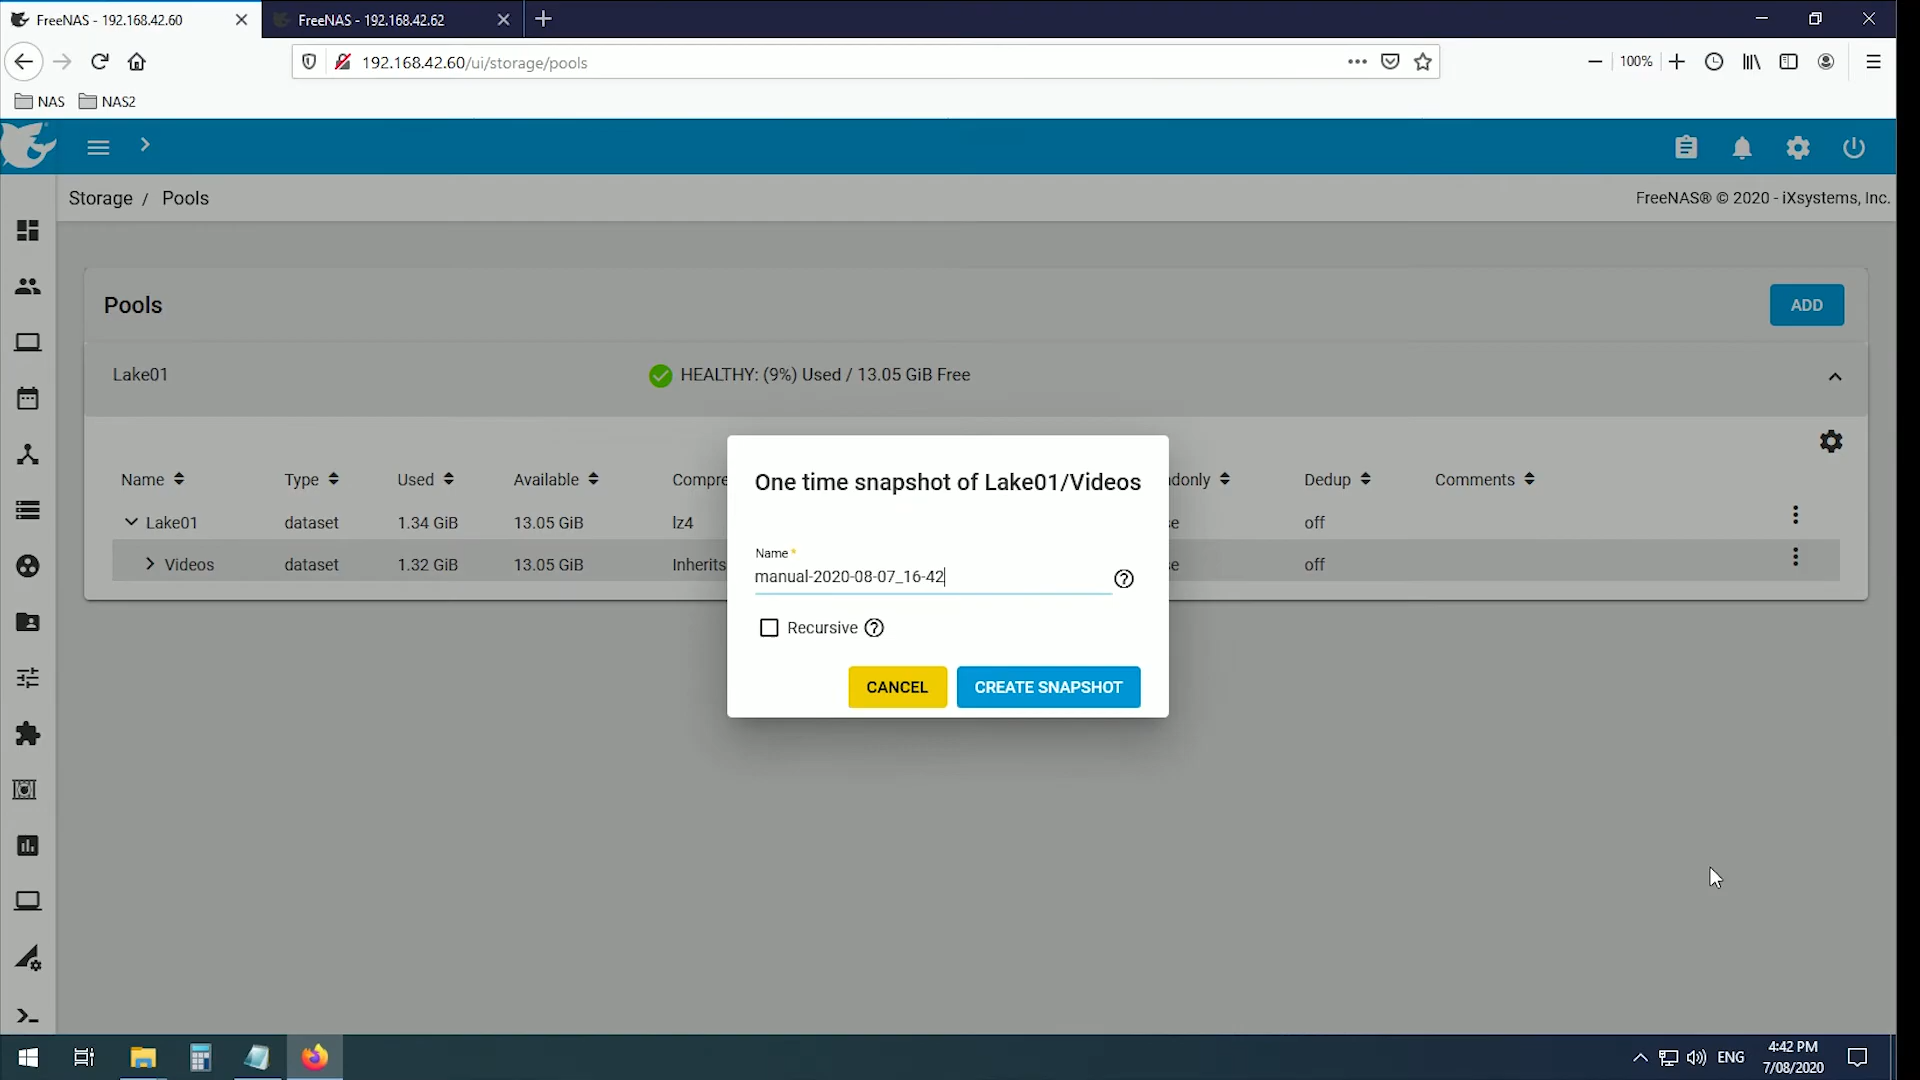 FreeNAS - 192.168.42.60
FreeNAS - 192.168.42.62
192.168.42.60/ui/storage/pools
100%
NAS
NAS2
Storage / Pools
FreeNAS® © 2020 - iXsystems, Inc.
Pools
ADD
Lake01
HEALTHY: (9%) Used / 13.05 GiB Free
Name Type Used Available Compre donly Dedup Comments
Lake01 dataset 1.34 GiB 13.05 GiB lz4 se off
Videos dataset 1.32 GiB 13.05 GiB Inherits se off
One time snapshot of Lake01/Videos
Name *
manual-2020-08-07_16-42
Recursive
CANCEL
CREATE SNAPSHOT
ENG
4:42 PM
7/08/2020